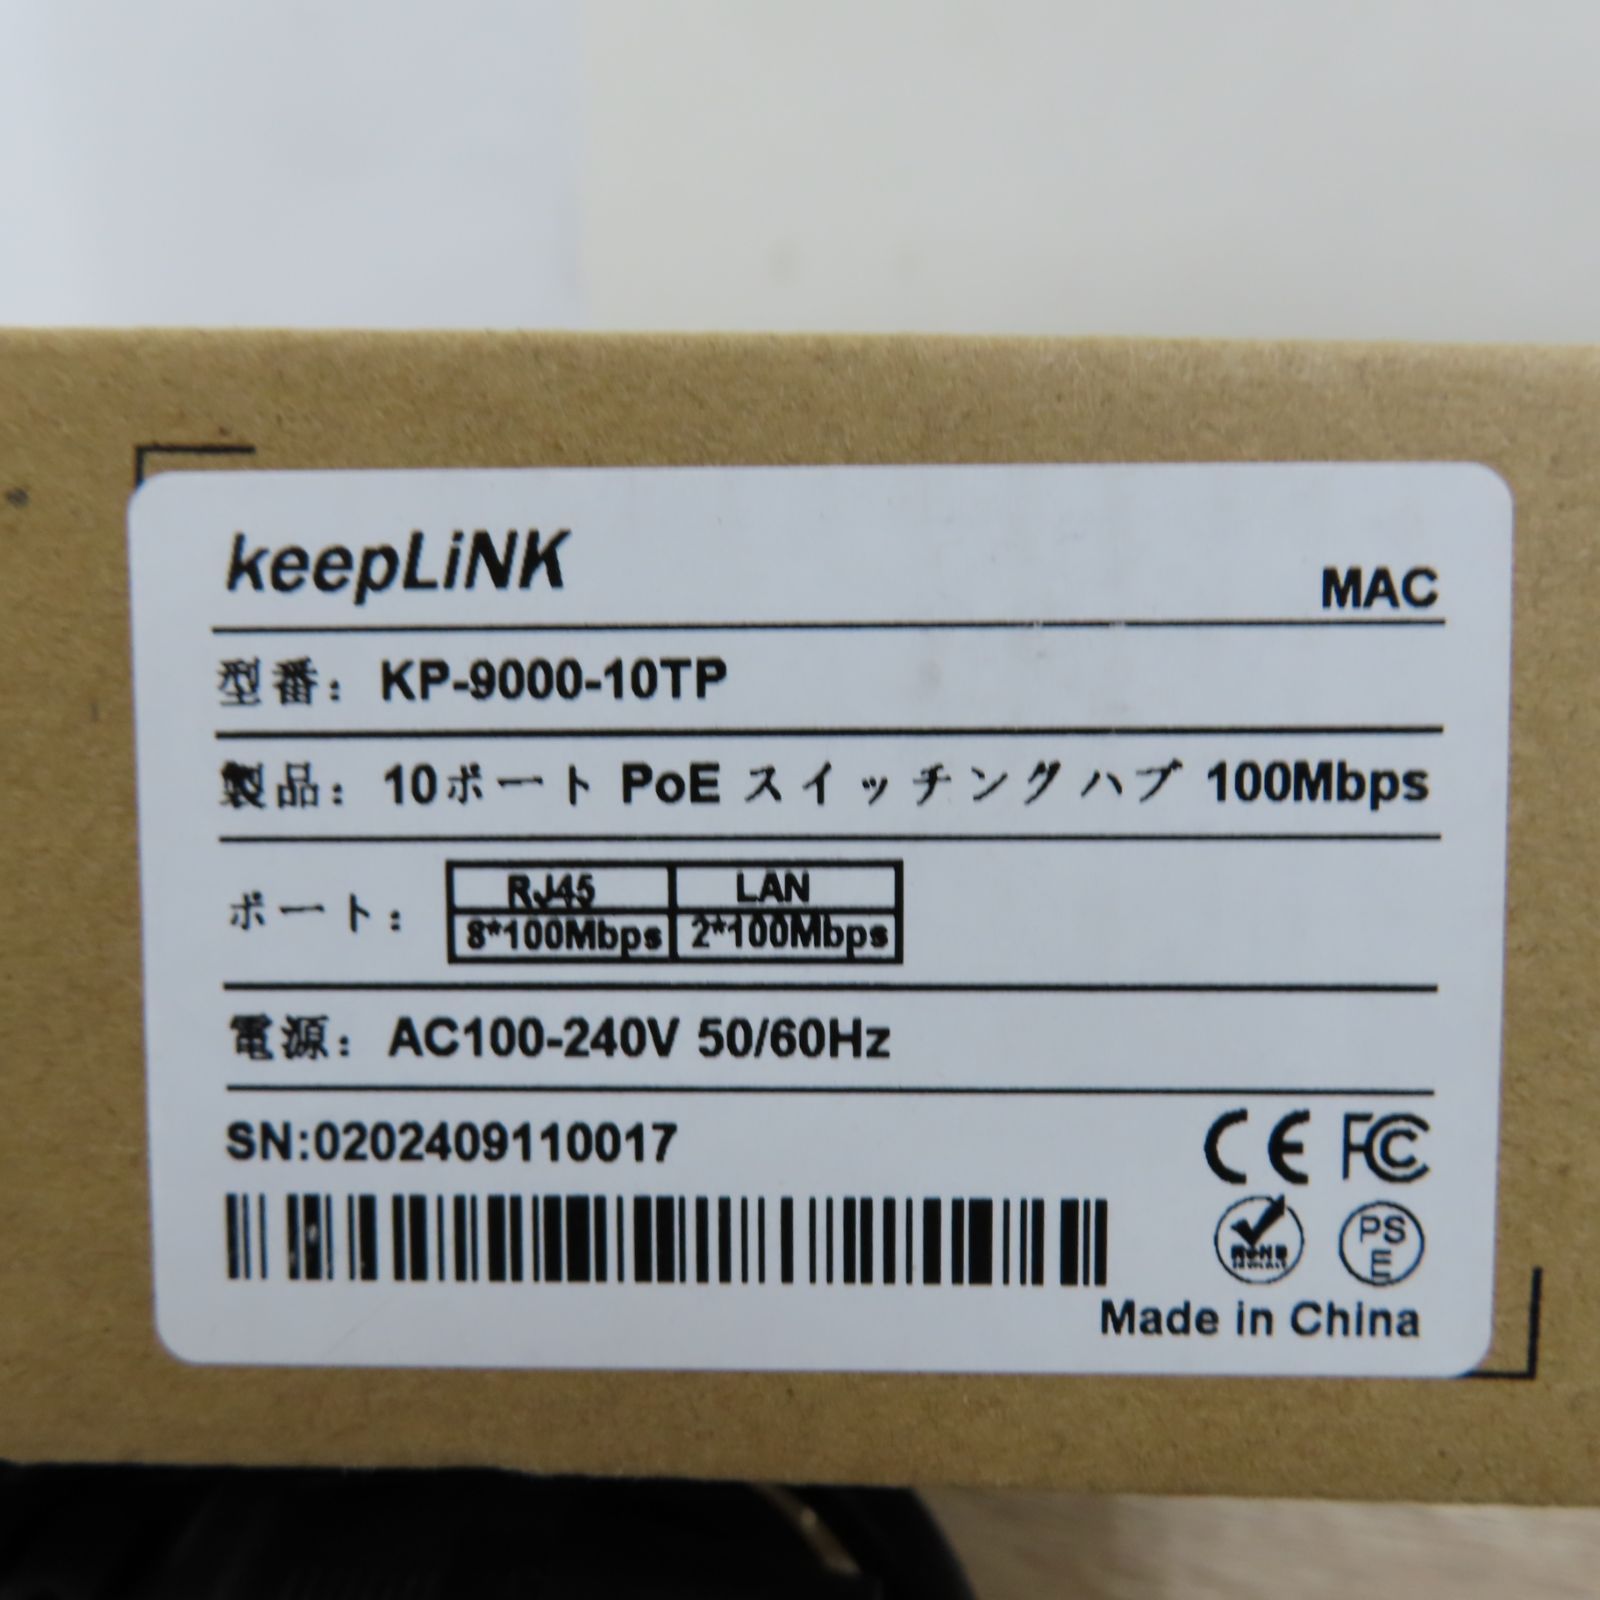 keepLiNK
MAC
型番: KP-9000-10TP
製品: 10ポート PoE スイッチングハブ 100Mbps
ポート:
RJ45 LAN
8*100Mbps 2*100Mbps
電源: AC100-240V 50/60Hz
SN:0202409110017
CE FC
RoHS
PS
E
Made in China